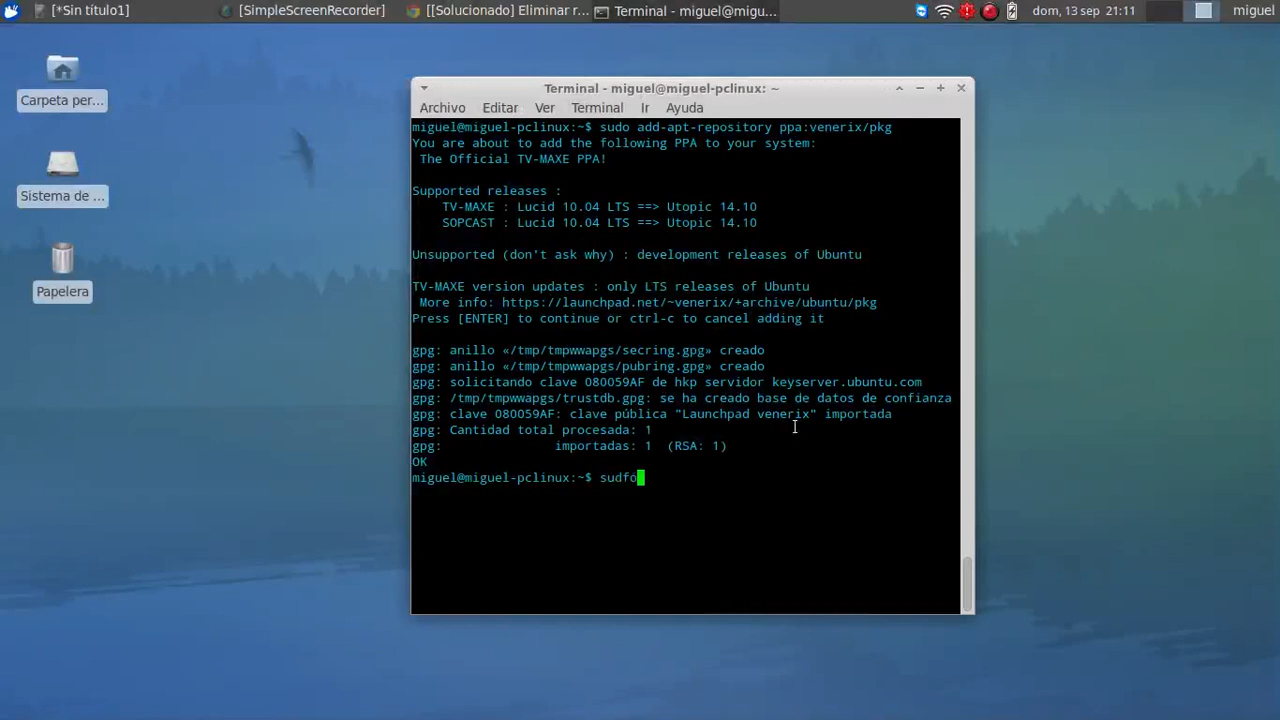 [*Sin título1]
[SimpleScreenRecorder]
[[Solucionado] Eliminar r...
Terminal - miguel@migu...
dom, 13 sep 21:11
miguel
Carpeta per...
Sistema de ...
Papelera
Terminal - miguel@miguel-pclinux: ~
Archivo Editar Ver Terminal Ir Ayuda
miguel@miguel-pclinux:~$ sudo add-apt-repository ppa:venerix/pkg
You are about to add the following PPA to your system:
The Official TV-MAXE PPA!
Supported releases :
TV-MAXE : Lucid 10.04 LTS ==> Utopic 14.10
SOPCAST : Lucid 10.04 LTS ==> Utopic 14.10
Unsupported (don't ask why) : development releases of Ubuntu
TV-MAXE version updates : only LTS releases of Ubuntu
More info: https://launchpad.net/~venerix/+archive/ubuntu/pkg
Press [ENTER] to continue or ctrl-c to cancel adding it
gpg: anillo «/tmp/tmpwwapgs/secring.gpg» creado
gpg: anillo «/tmp/tmpwwapgs/pubring.gpg» creado
gpg: solicitando clave 080059AF de hkp servidor keyserver.ubuntu.com
gpg: /tmp/tmpwwapgs/trustdb.gpg: se ha creado base de datos de confianza
gpg: clave 080059AF: clave pública "Launchpad venerix" importada
gpg: Cantidad total procesada: 1
gpg: importadas: 1 (RSA: 1)
OK
miguel@miguel-pclinux:~$ sudfo